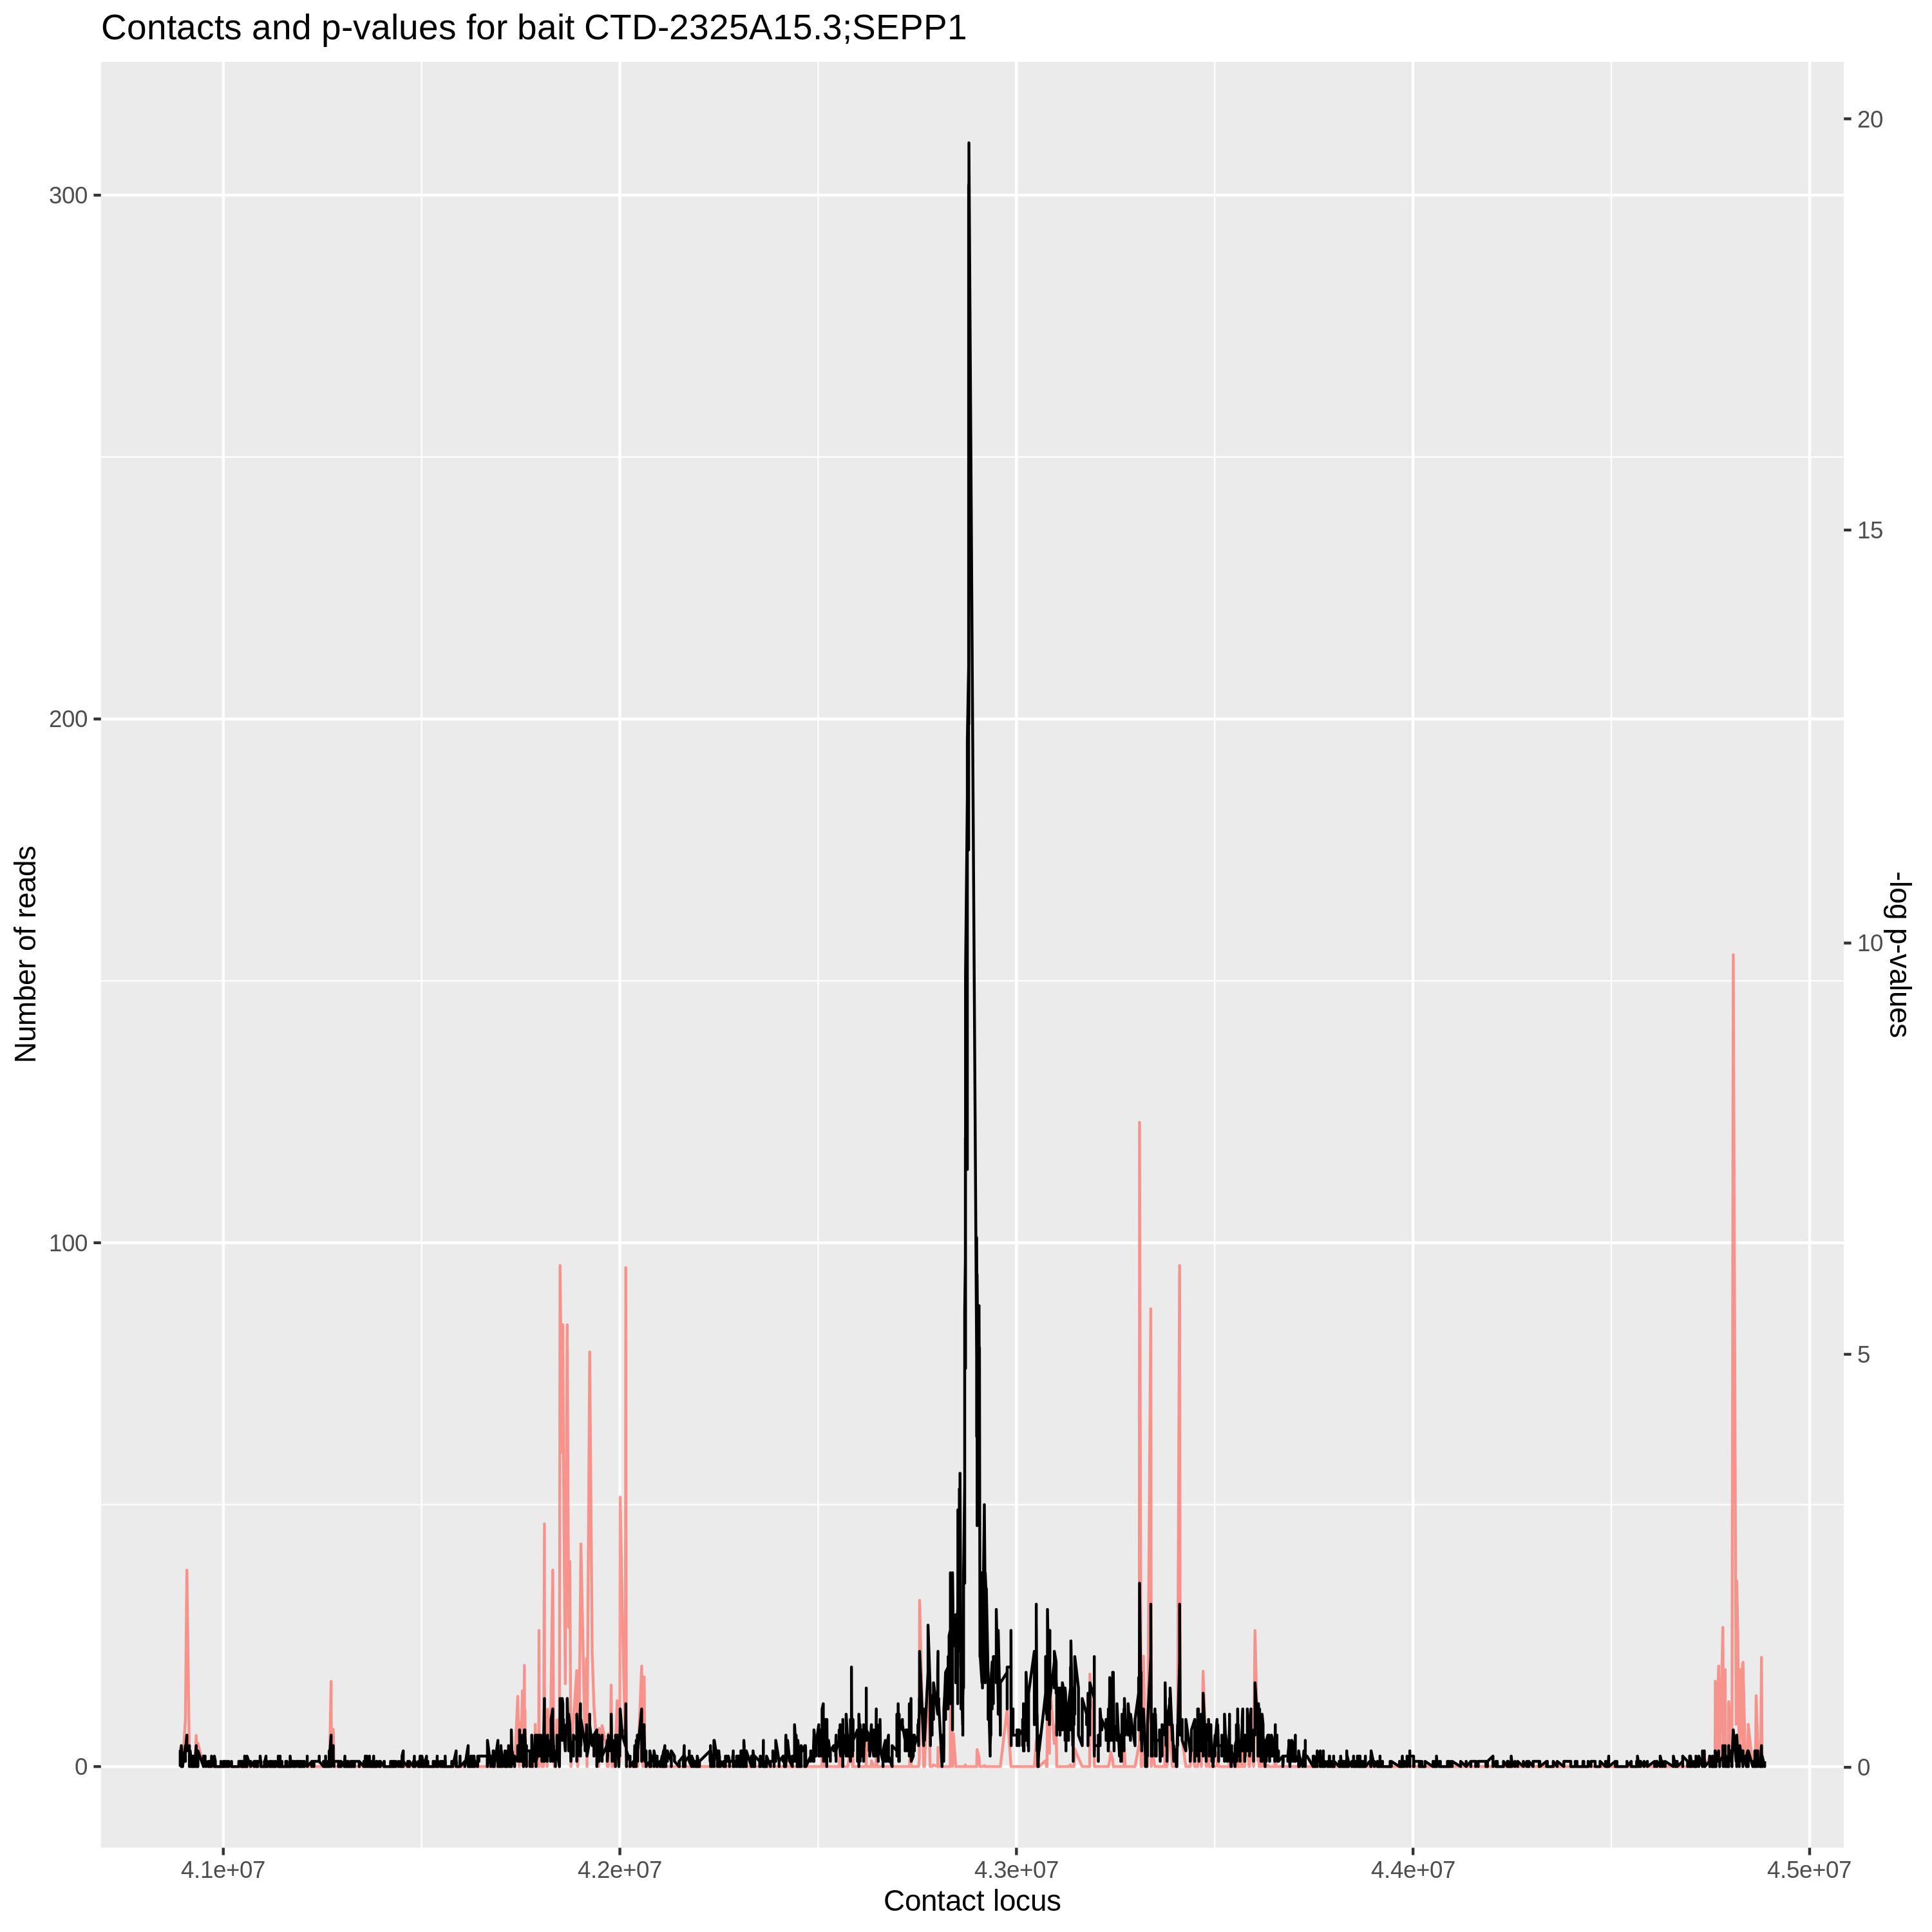 Contacts and p-values for bait CTD-2325A15.3;SEPP1
Number of reads
300
200
100
0
20
15
10
5
0
-log p-values
4.1e+07 4.2e+07 4.3e+07 4.4e+07 4.5e+07
Contact locus